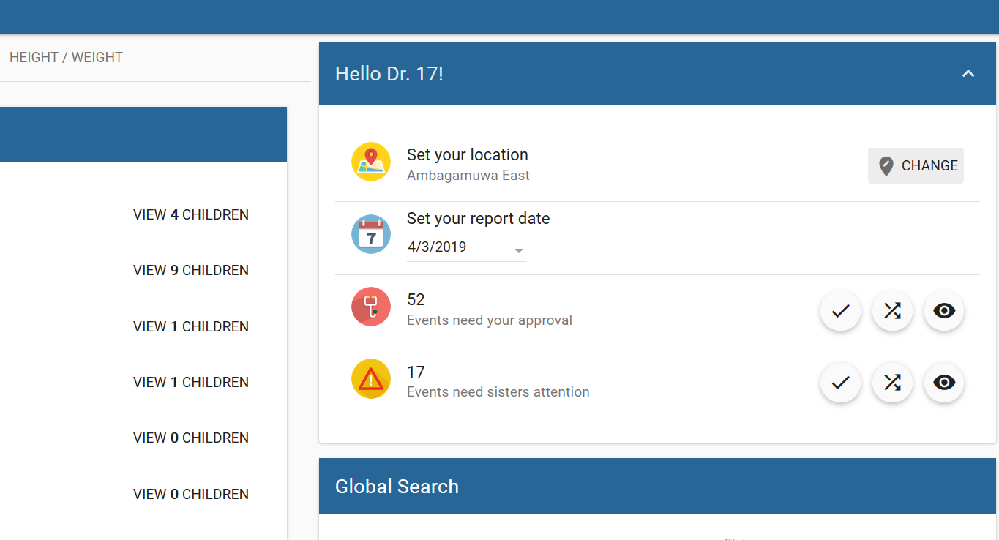 HEIGHT / WEIGHT
VIEW 4 CHILDREN
VIEW 9 CHILDREN
VIEW 1 CHILDREN
VIEW 1 CHILDREN
VIEW 0 CHILDREN
VIEW 0 CHILDREN
Hello Dr. 17!
Set your location
Ambagamuwa East
CHANGE
Set your report date
7
4/3/2019
52
Events need your approval
17
Events need sisters attention
Global Search